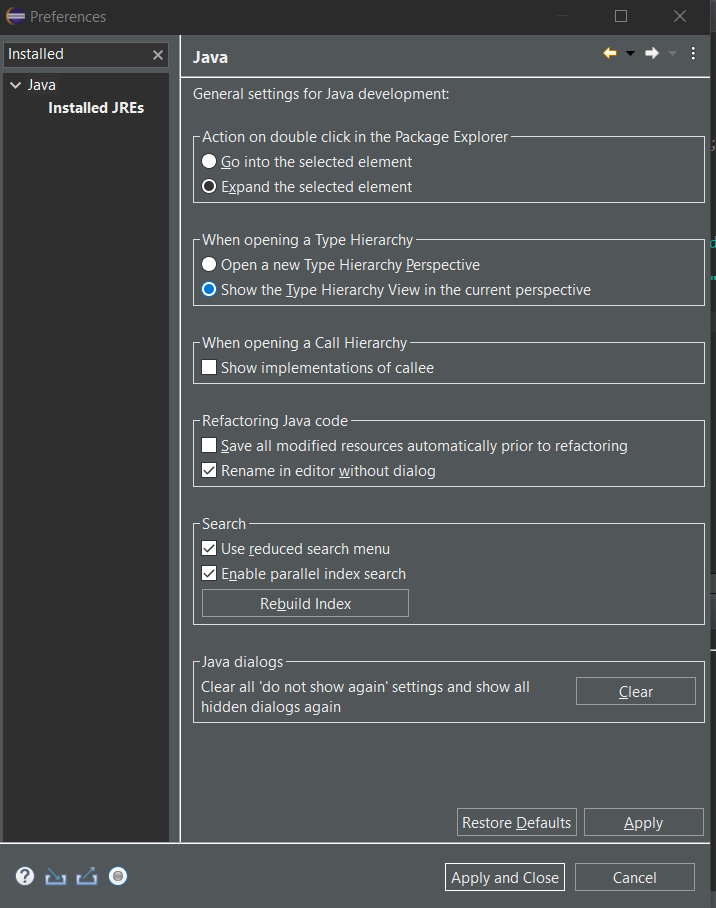 Preferences
Installed
Java
Installed JREs
Java
General settings for Java development:
Action on double click in the Package Explorer
Go into the selected element
Expand the selected element
When opening a Type Hierarchy
Open a new Type Hierarchy Perspective
Show the Type Hierarchy View in the current perspective
When opening a Call Hierarchy
Show implementations of callee
Refactoring Java code
Save all modified resources automatically prior to refactoring
Rename in editor without dialog
Search
Use reduced search menu
Enable parallel index search
Rebuild Index
Java dialogs
Clear all 'do not show again' settings and show all
hidden dialogs again
Clear
Restore Defaults
Apply
Apply and Close
Cancel